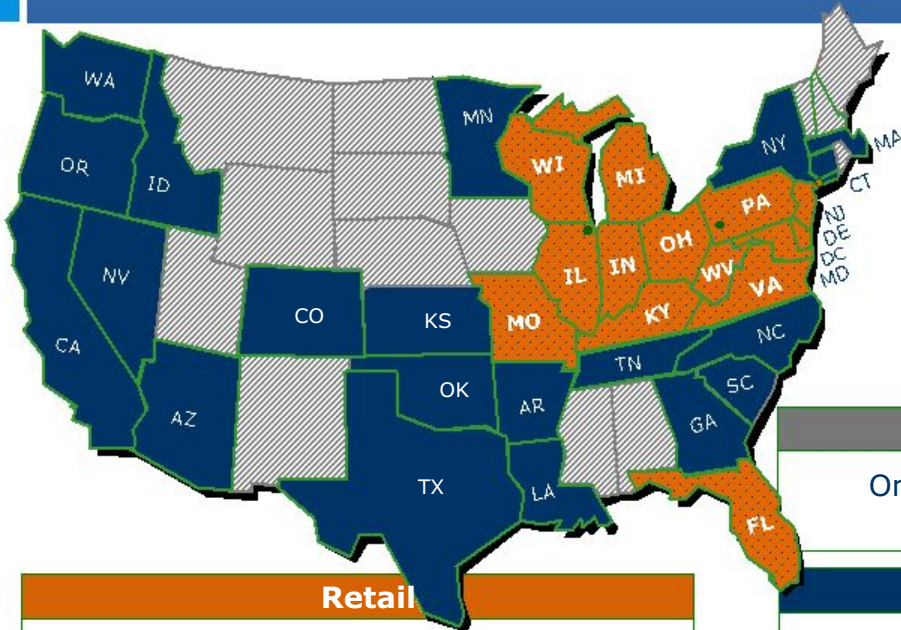 WA
MN
OR
ID
NY
MA
WI
MI
CT
PA
NJ
DE
DC
MD
NV
OH
IL
IN
WV
VA
CO
KS
MO
KY
CA
NC
TN
OK
AR
SC
AZ
GA
TX
LA
FL
Or
Retail